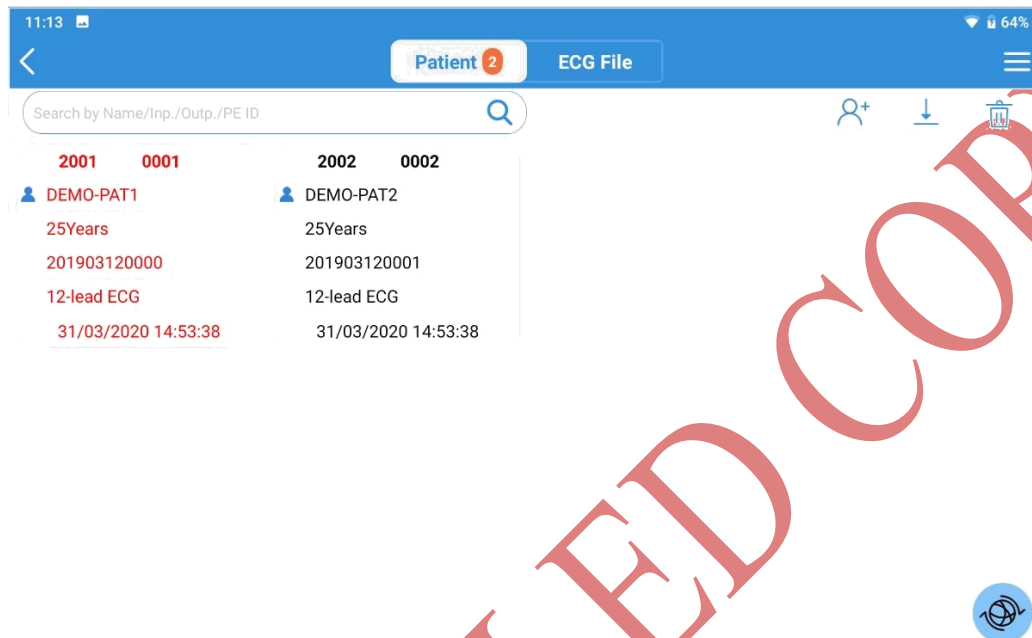 11:13 64%
Patient 2 ECG File
Search by Name/Inp./Outp./PE ID
2001 0001 2002 0002
DEMO-PAT1 DEMO-PAT2
25Years 25Years
201903120000 201903120001
12-lead ECG 12-lead ECG
31/03/2020 14:53:38 31/03/2020 14:53:38
ED COP